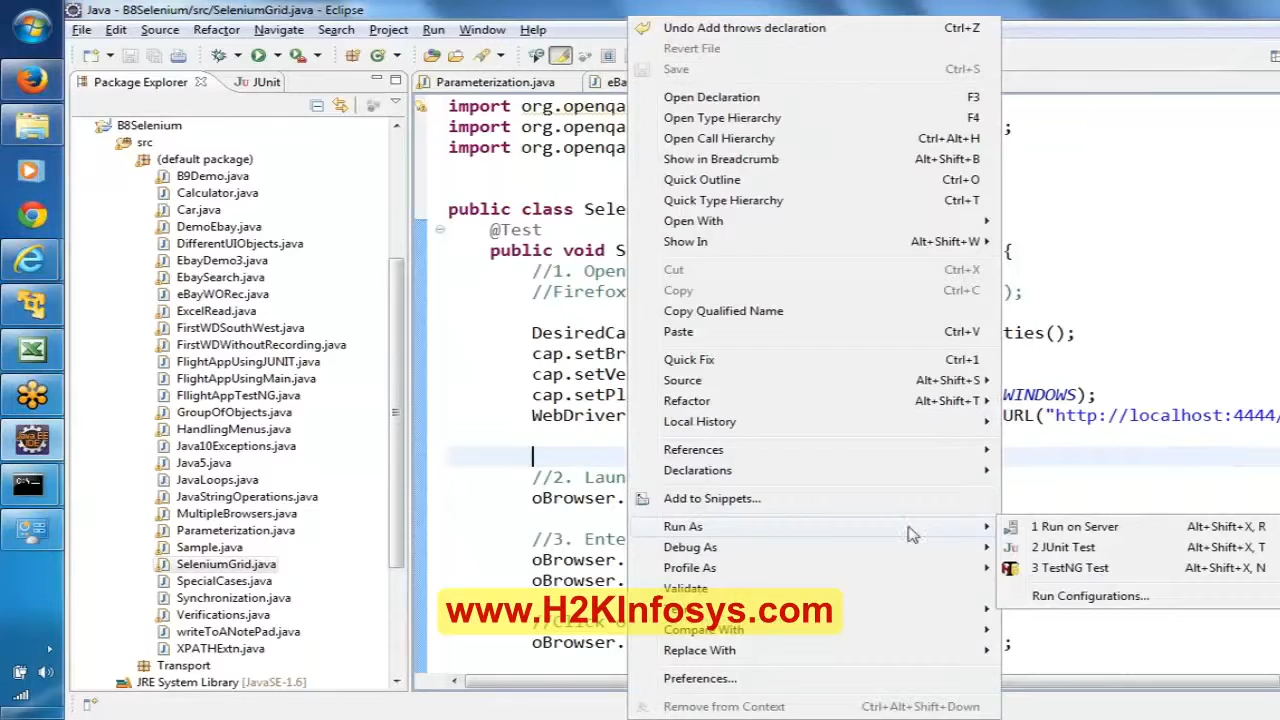 Java - B8Selenium/src/SeleniumGrid.java - Eclipse
File Edit Source Refactor Navigate Search Project Run Window Help
Package Explorer
JUnit
B8Selenium
src
(default package)
B9Demo.java
Calculator.java
Car.java
DemoEbay.java
DifferentUIObjects.java
EbayDemo3.java
EbaySearch.java
eBayWORec.java
ExcelRead.java
FirstWDSouthWest.java
FirstWDWithoutRecording.java
FlightAppUsingJUNIT.java
FlightAppUsingMain.java
FllightAppTestNG.java
GroupOfObjects.java
HandlingMenus.java
Java10Exceptions.java
Java5.java
JavaLoops.java
JavaStringOperations.java
MultipleBrowsers.java
Parameterization.java
Sample.java
SeleniumGrid.java
SpecialCases.java
Synchronization.java
Verifications.java
writeToANotePad.java
XPATHExtn.java
Transport
JRE System Library [JavaSE-1.6]
Parameterization.java
eBa
import org.openqa ;
import org.openqa
import org.openqa
public class Sele
@Test
public void S {
//1. Open
//Firefox );
DesiredCa ties();
cap.setBr
cap.setVe
cap.setPl WINDOWS);
WebDriver URL("http://localhost:4444/
//2. Laun
oBrowser.
//3. Ente
oBrowser.
oBrowser.
oBrowser. ;
Undo Add throws declaration Ctrl+Z
Revert File
Save Ctrl+S
Open Declaration F3
Open Type Hierarchy F4
Open Call Hierarchy Ctrl+Alt+H
Show in Breadcrumb Alt+Shift+B
Quick Outline Ctrl+O
Quick Type Hierarchy Ctrl+T
Open With
Show In Alt+Shift+W
Cut Ctrl+X
Copy Ctrl+C
Copy Qualified Name
Paste Ctrl+V
Quick Fix Ctrl+1
Source Alt+Shift+S
Refactor Alt+Shift+T
Local History
References
Declarations
Add to Snippets...
Run As
Debug As
Profile As
Validate
Compare With
Replace With
Preferences...
Remove from Context Ctrl+Alt+Shift+Down
1 Run on Server Alt+Shift+X, R
2 JUnit Test Alt+Shift+X, T
3 TestNG Test Alt+Shift+X, N
Run Configurations...
www.H2KInfosys.com